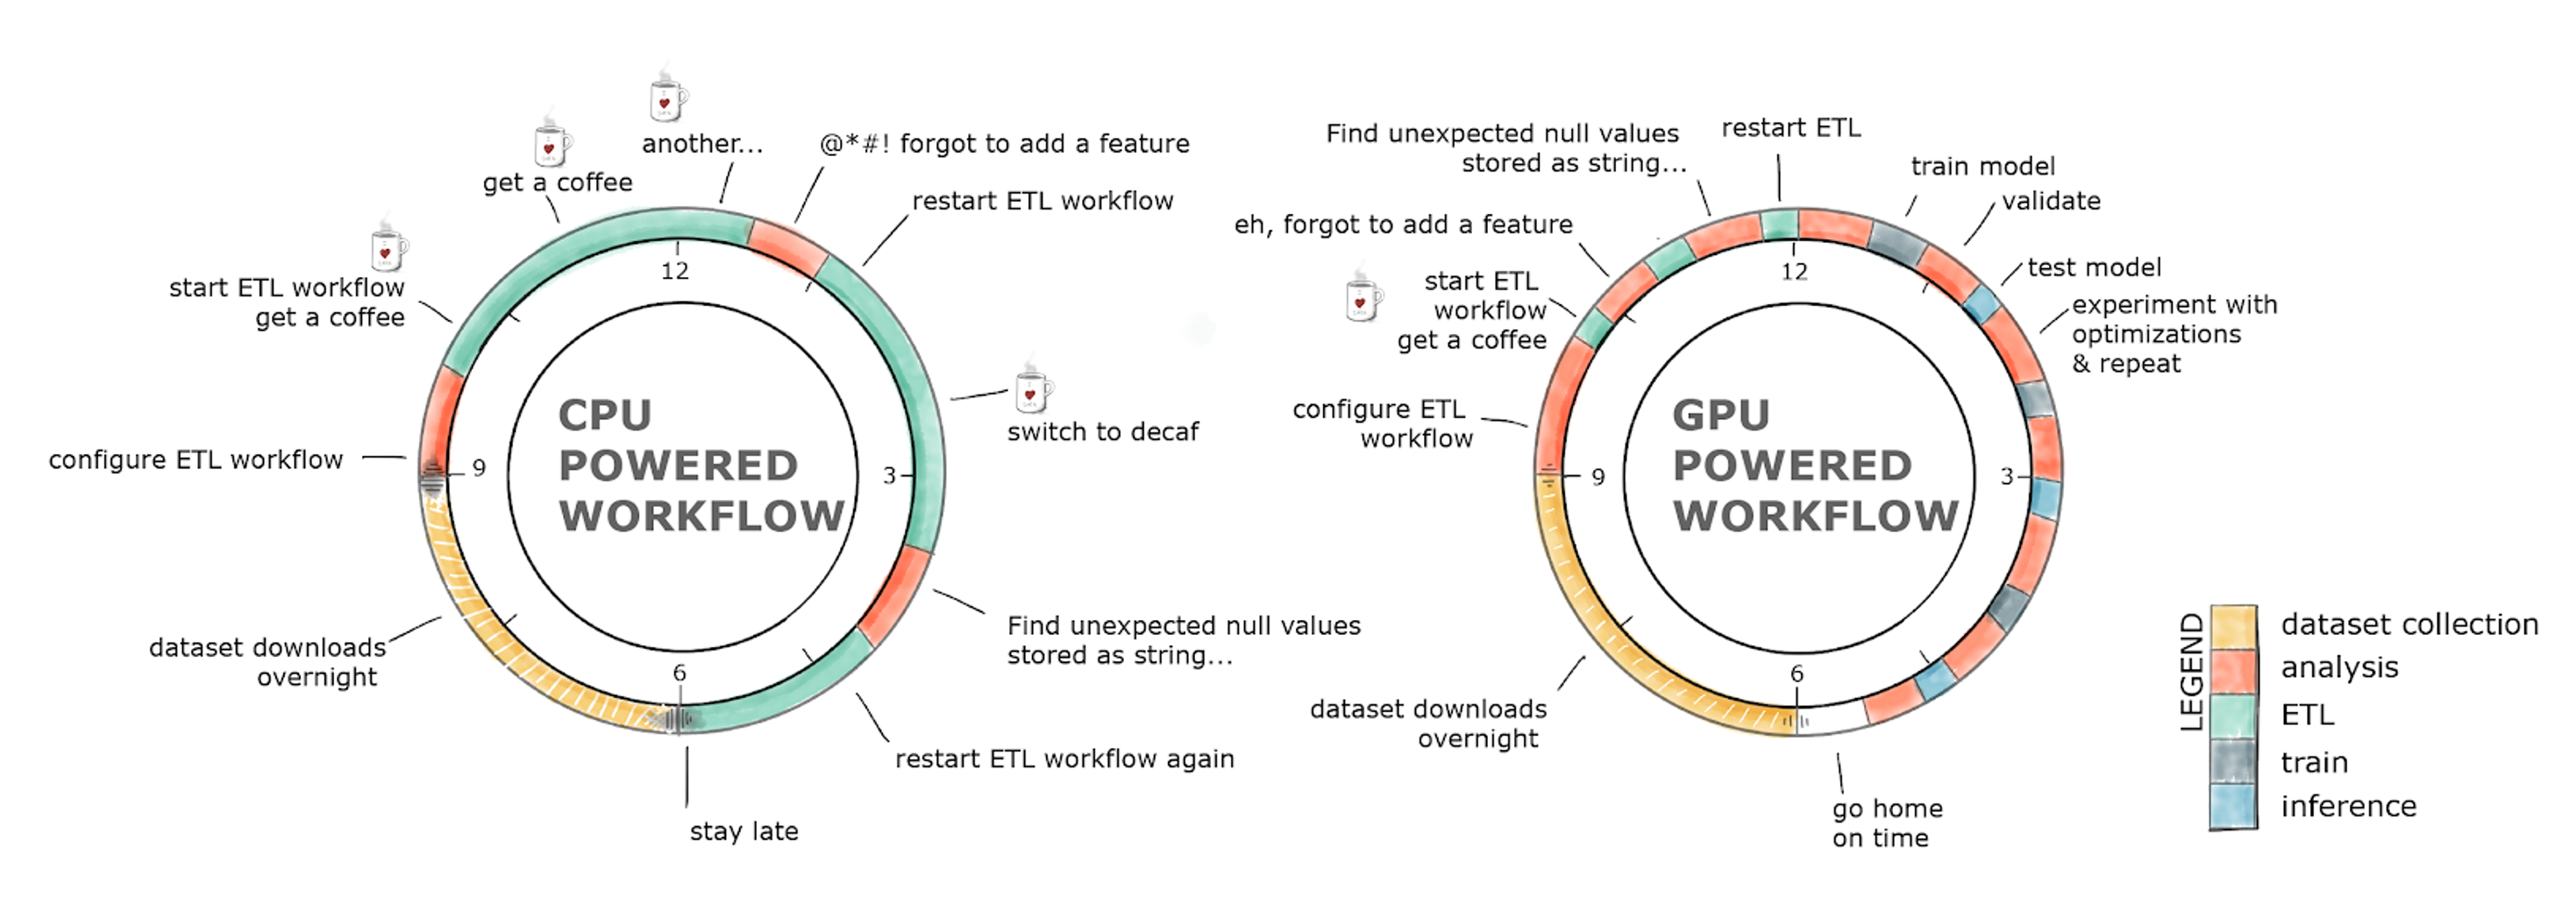 another...
@*#! forgot to add a feature
get a coffee
restart ETL workflow
start ETL workflow
get a coffee
12
switch to decaf
CPU
POWERED
WORKFLOW
configure ETL workflow
9
3
Find unexpected null values
stored as string...
dataset downloads
overnight
6
restart ETL workflow again
stay late
Find unexpected null values
stored as string...
restart ETL
train model
validate
eh, forgot to add a feature
start ETL
workflow
get a coffee
12
test model
experiment with
optimizations
& repeat
configure ETL
workflow
GPU
POWERED
WORKFLOW
9
3
dataset downloads
overnight
6
go home
on time
LEGEND
dataset collection
analysis
ETL
train
inference